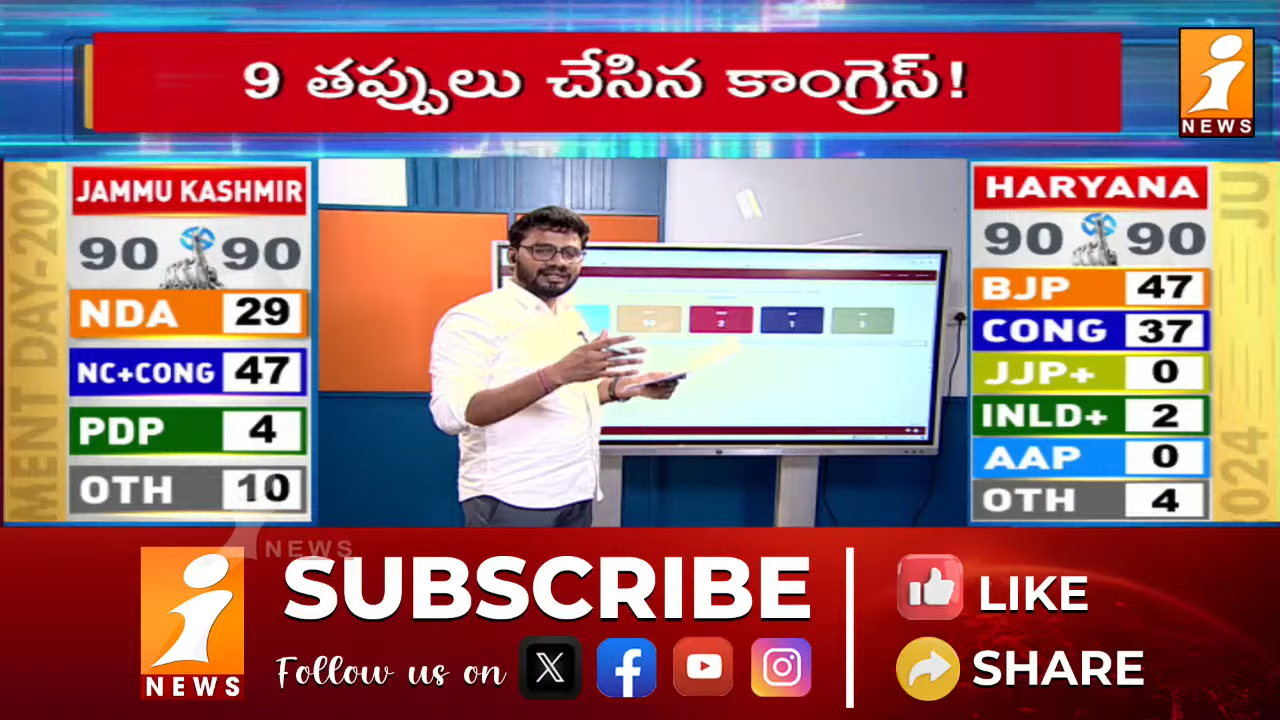 9 తప్పులు చేసిన కాంగ్రెస్!
i NEWS
MENT DAY-202
JAMMU KASHMIR
90 90
NDA 29
NC+CONG 47
PDP 4
OTH 10
HARYANA
90 90
BJP 47
CONG 37
JJP+ 0
INLD+ 2
AAP 0
OTH 4
JU
024
NEWS
i NEWS
SUBSCRIBE
Follow us on
LIKE
SHARE